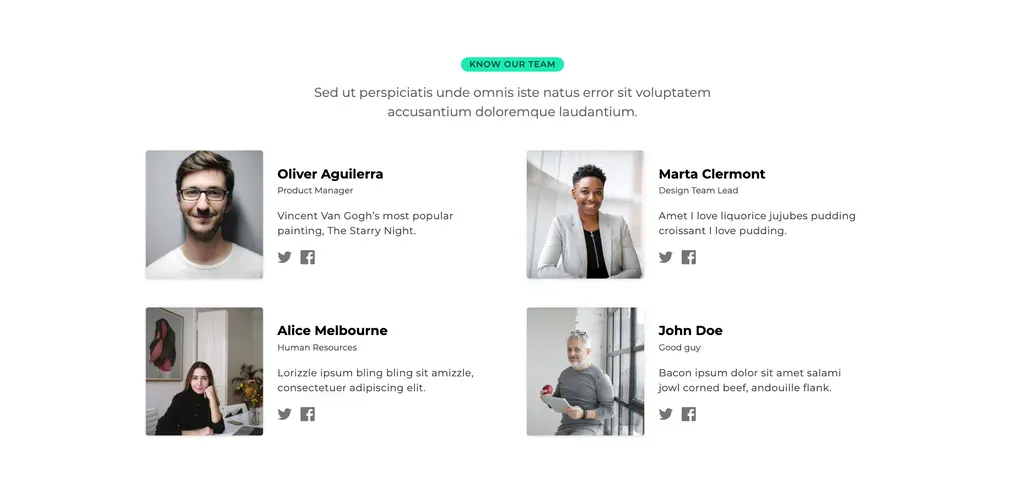 KNOW OUR TEAM
Sed ut perspiciatis unde omnis iste natus error sit voluptatem
accusantium doloremque laudantium.
Oliver Aguilerra
Product Manager
Vincent Van Gogh’s most popular
painting, The Starry Night.
Marta Clermont
Design Team Lead
Amet I love liquorice jujubes pudding
croissant I love pudding.
Alice Melbourne
Human Resources
Lorizzle ipsum bling bling sit amizzle,
consectetuer adipiscing elit.
John Doe
Good guy
Bacon ipsum dolor sit amet salami
jowl corned beef, andouille flank.